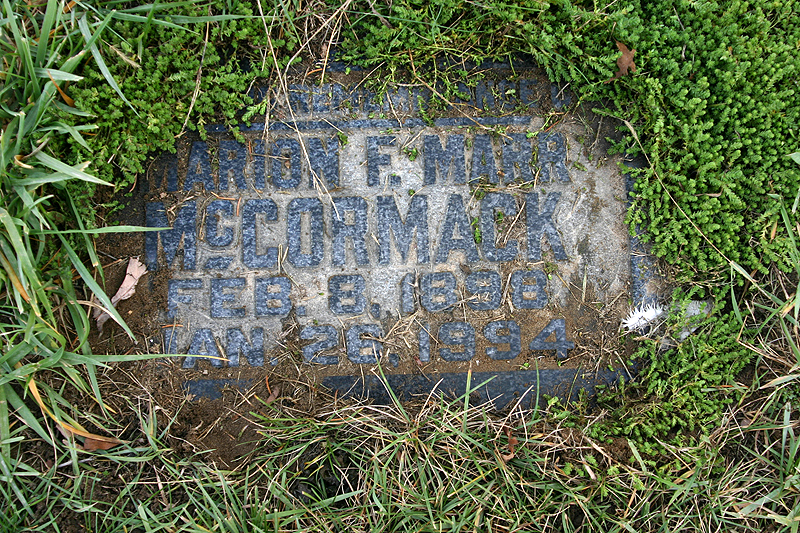 MARION F. MARR
McCORMACK
FEB. 8, 1898
JAN. 26, 1994